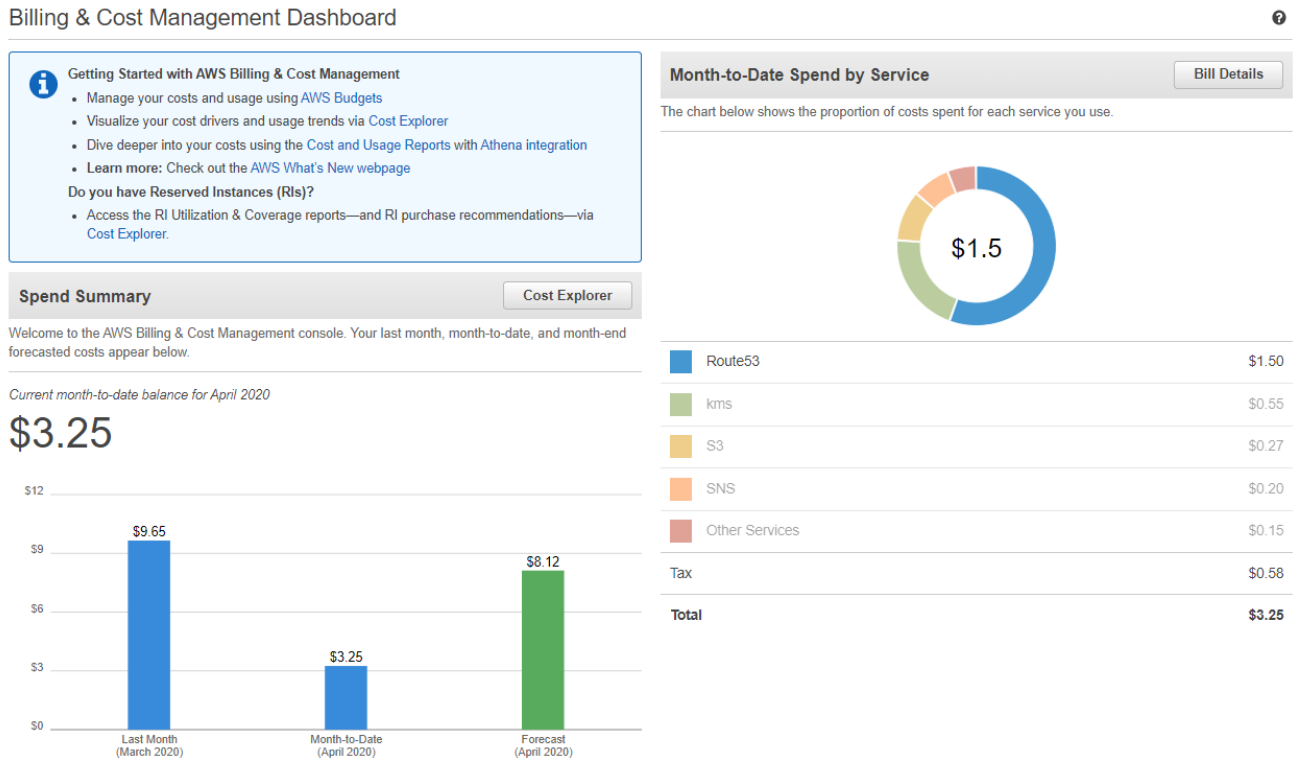 Billing & Cost Management Dashboard
Getting Started with AWS Billing & Cost Management
• Manage your costs and usage using AWS Budgets
• Visualize your cost drivers and usage trends via Cost Explorer
• Dive deeper into your costs using the Cost and Usage Reports with Athena integration
• Learn more: Check out the AWS What's New webpage
Do you have Reserved Instances (RIs)?
• Access the RI Utilization & Coverage reports—and RI purchase recommendations—via
Cost Explorer.
Spend Summary
Cost Explorer
Welcome to the AWS Billing & Cost Management console. Your last month, month-to-date, and month-end
forecasted costs appear below.
Current month-to-date balance for April 2020
$3.25
$12
$9
$6
$3
$0
$9.65
$3.25
$8.12
Last Month
(March 2020)
Month-to-Date
(April 2020)
Forecast
(April 2020)
Month-to-Date Spend by Service
Bill Details
The chart below shows the proportion of costs spent for each service you use.
$1.5
Route53 $1.50
kms $0.55
S3 $0.27
SNS $0.20
Other Services $0.15
Tax $0.58
Total $3.25